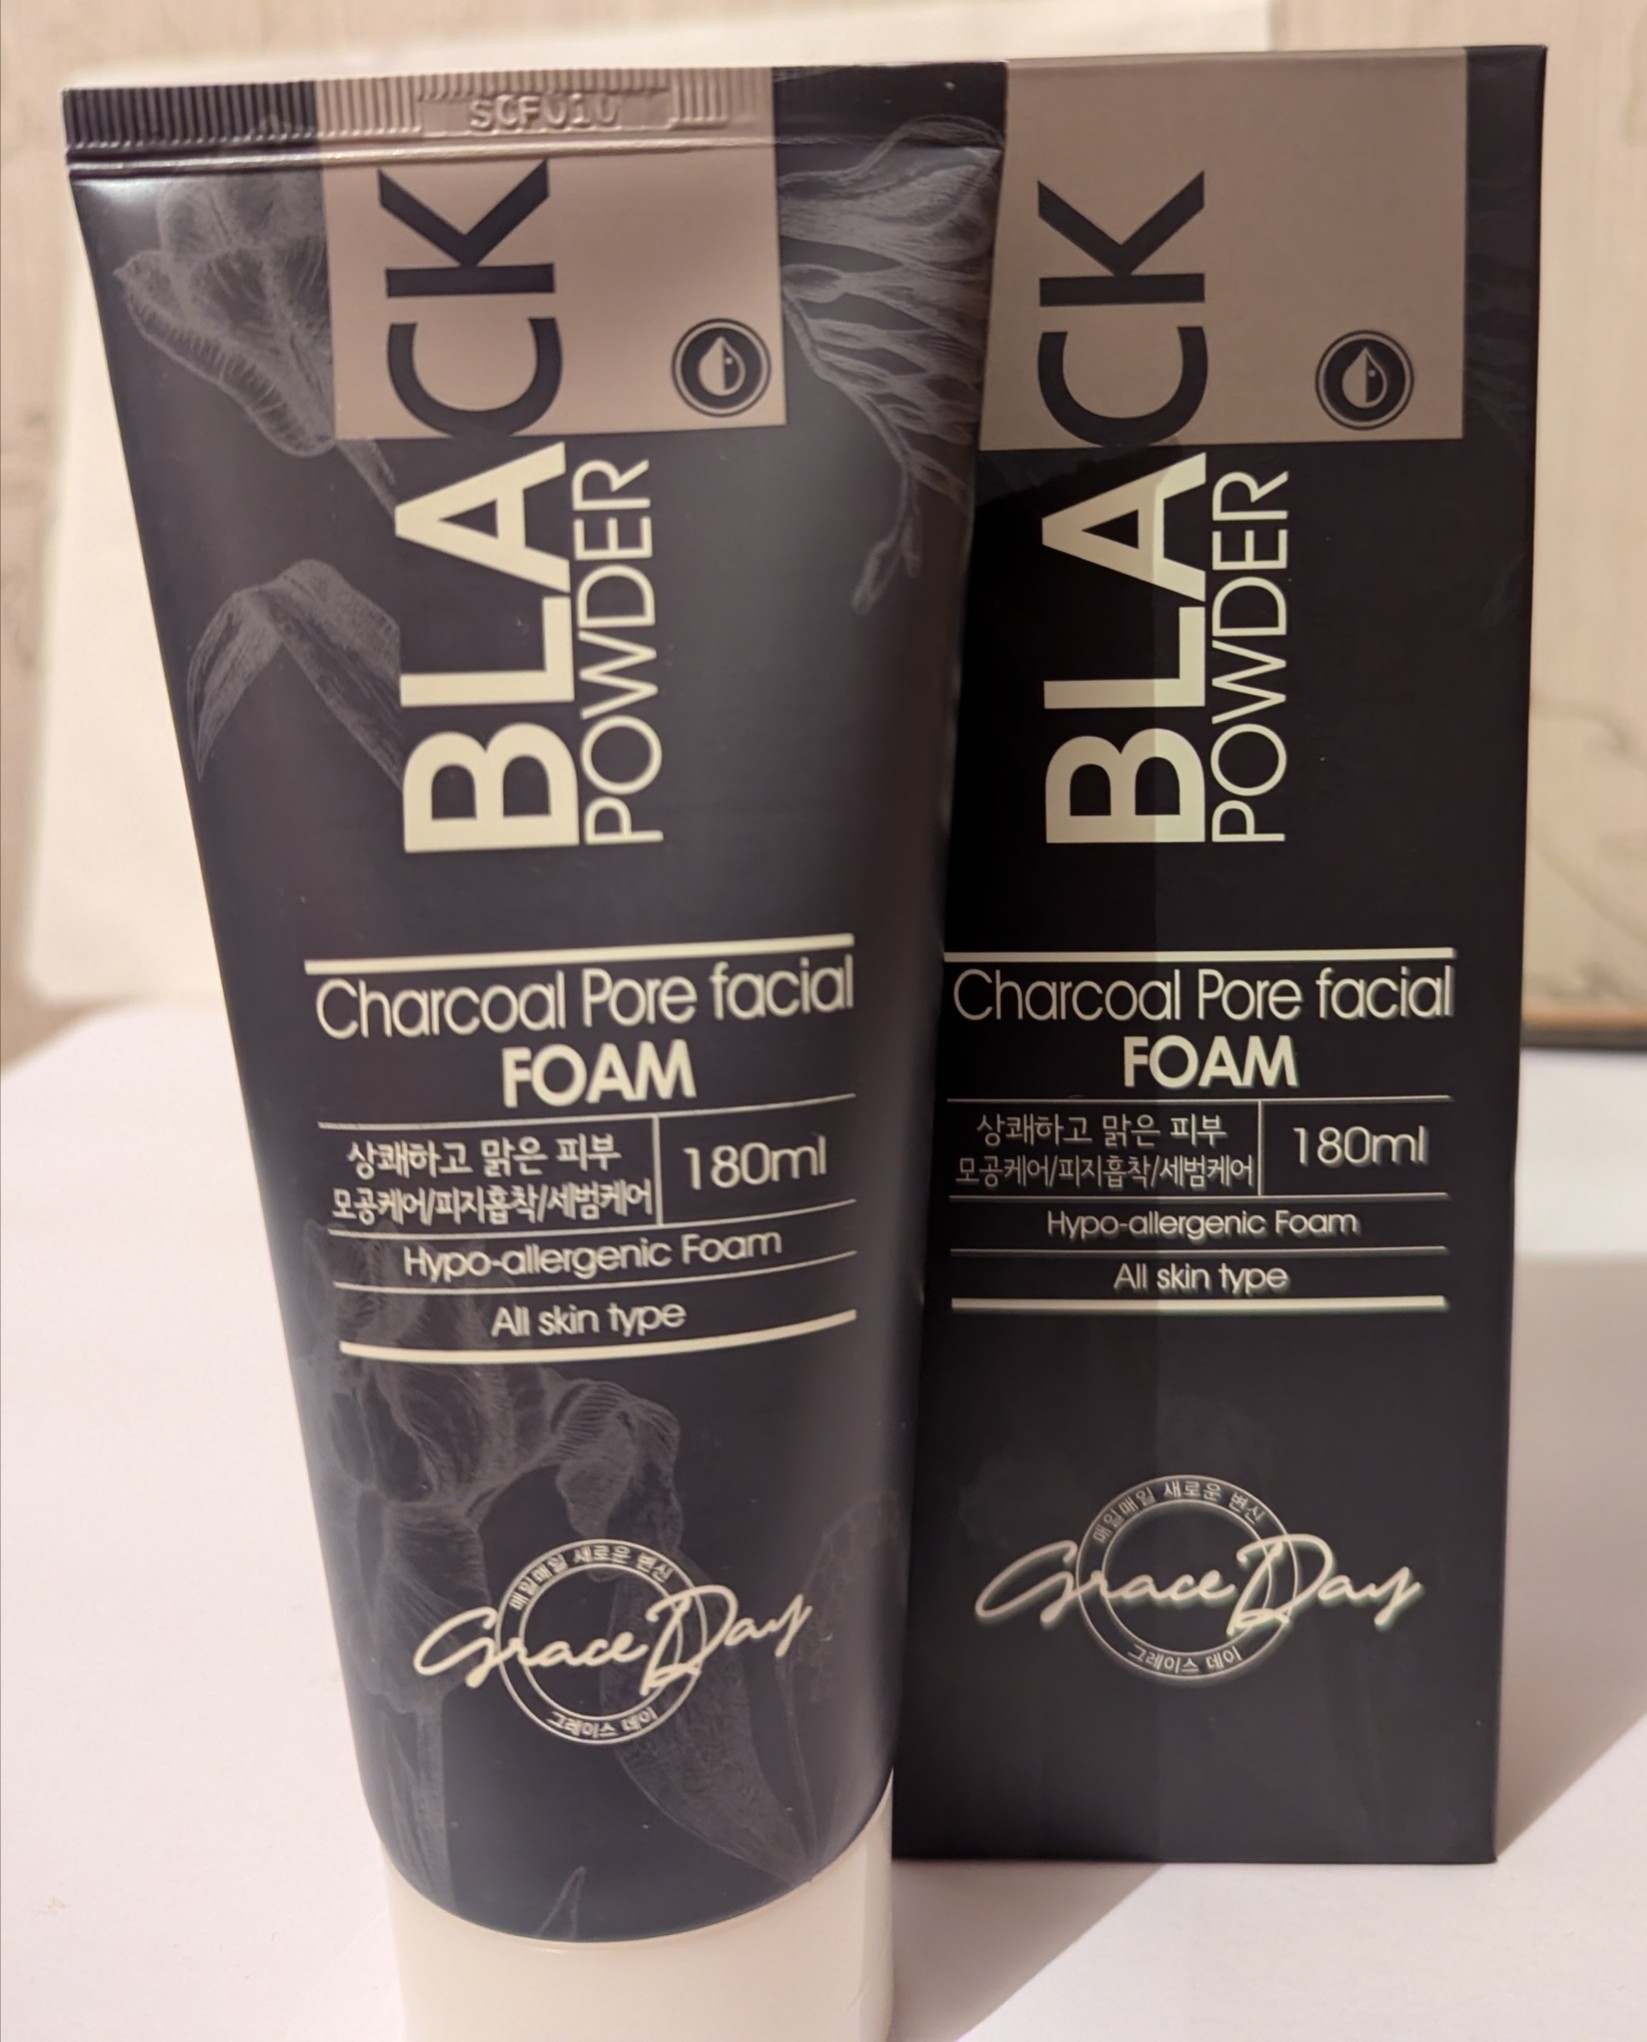 SCF010
BLACK
POWDER
Charcoal Pore facial
FOAM
상쾌하고 맑은 피부
모공케어/피지흡착/세범케어
180ml
Hypo-allergenic Foam
All skin type
매일매일 새로운 변신
Grace Day
그레이스 데이
BLACK
POWDER
Charcoal Pore facial
FOAM
상쾌하고 맑은 피부
모공케어/피지흡착/세범케어
180ml
Hypo-allergenic Foam
All skin type
매일매일 새로운 변신
Grace Day
그레이스 데이